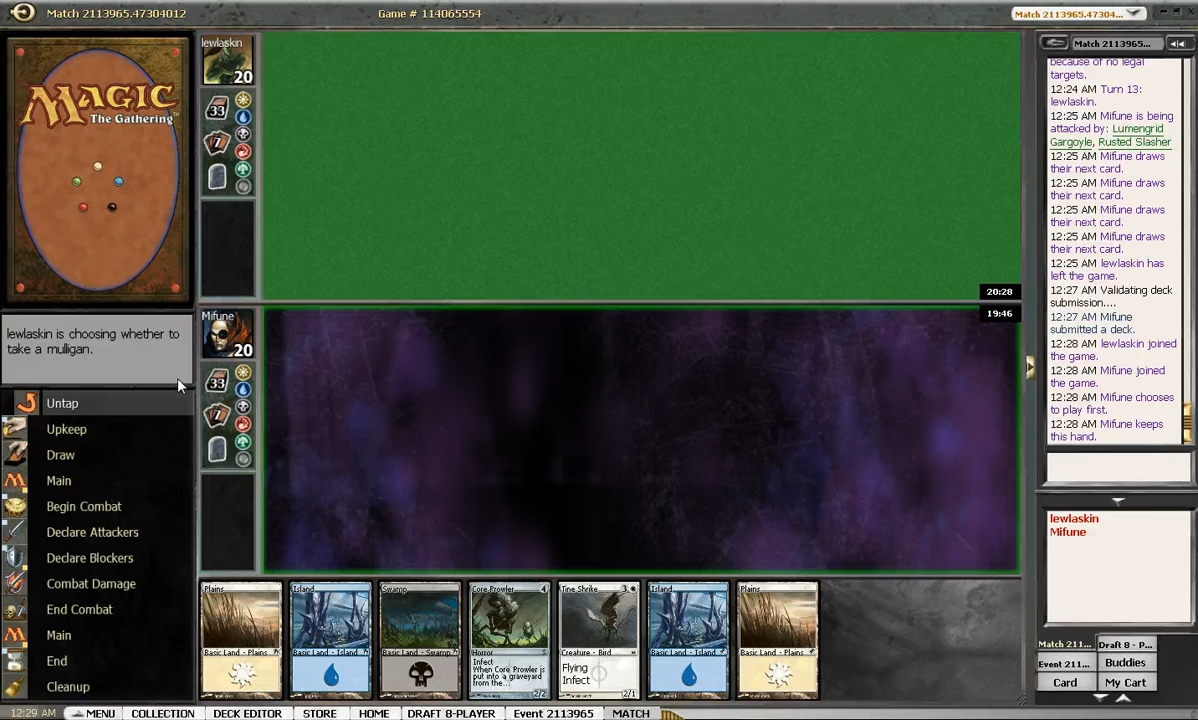 Match 2113965.47304012
Game # 114065554
Match 2113965.47304...
MAGIC
The Gathering
lewlaskin
20
33
7
20:28
19:46
lewlaskin is choosing whether to
take a mulligan.
Mifune
20
33
7
Untap
Upkeep
Draw
Main
Begin Combat
Declare Attackers
Declare Blockers
Combat Damage
End Combat
Main
End
Cleanup
Plains
Basic Land - Plains
Island
Basic Land - Island
Swamp
Basic Land - Swamp
Core Prowler 4
Horror
Infect
When Core Prowler is
put into a graveyard
from the...
2/2
Tine Shrike 3
Creature - Bird
Flying
Infect
2/1
Island
Basic Land - Island
Plains
Basic Land - Plains
Match 2113965...
because of no legal
targets.
12:24 AM Turn 13:
lewlaskin.
12:25 AM Mifune is being
attacked by: Lumengrid
Gargoyle, Rusted Slasher
12:25 AM Mifune draws
their next card.
12:25 AM Mifune draws
their next card.
12:25 AM Mifune draws
their next card.
12:25 AM Mifune draws
their next card.
12:25 AM lewlaskin has
left the game.
12:27 AM Validating deck
submission....
12:27 AM Mifune
submitted a deck.
12:28 AM lewlaskin joined
the game.
12:28 AM Mifune joined
the game.
12:28 AM Mifune chooses
to play first.
12:28 AM Mifune keeps
this hand.
lewlaskin
Mifune
Match 211... Draft 8 - P...
Event 211... Buddies
Card My Cart
12:29 AM MENU COLLECTION DECK EDITOR STORE HOME DRAFT 8-PLAYER Event 2113965 MATCH